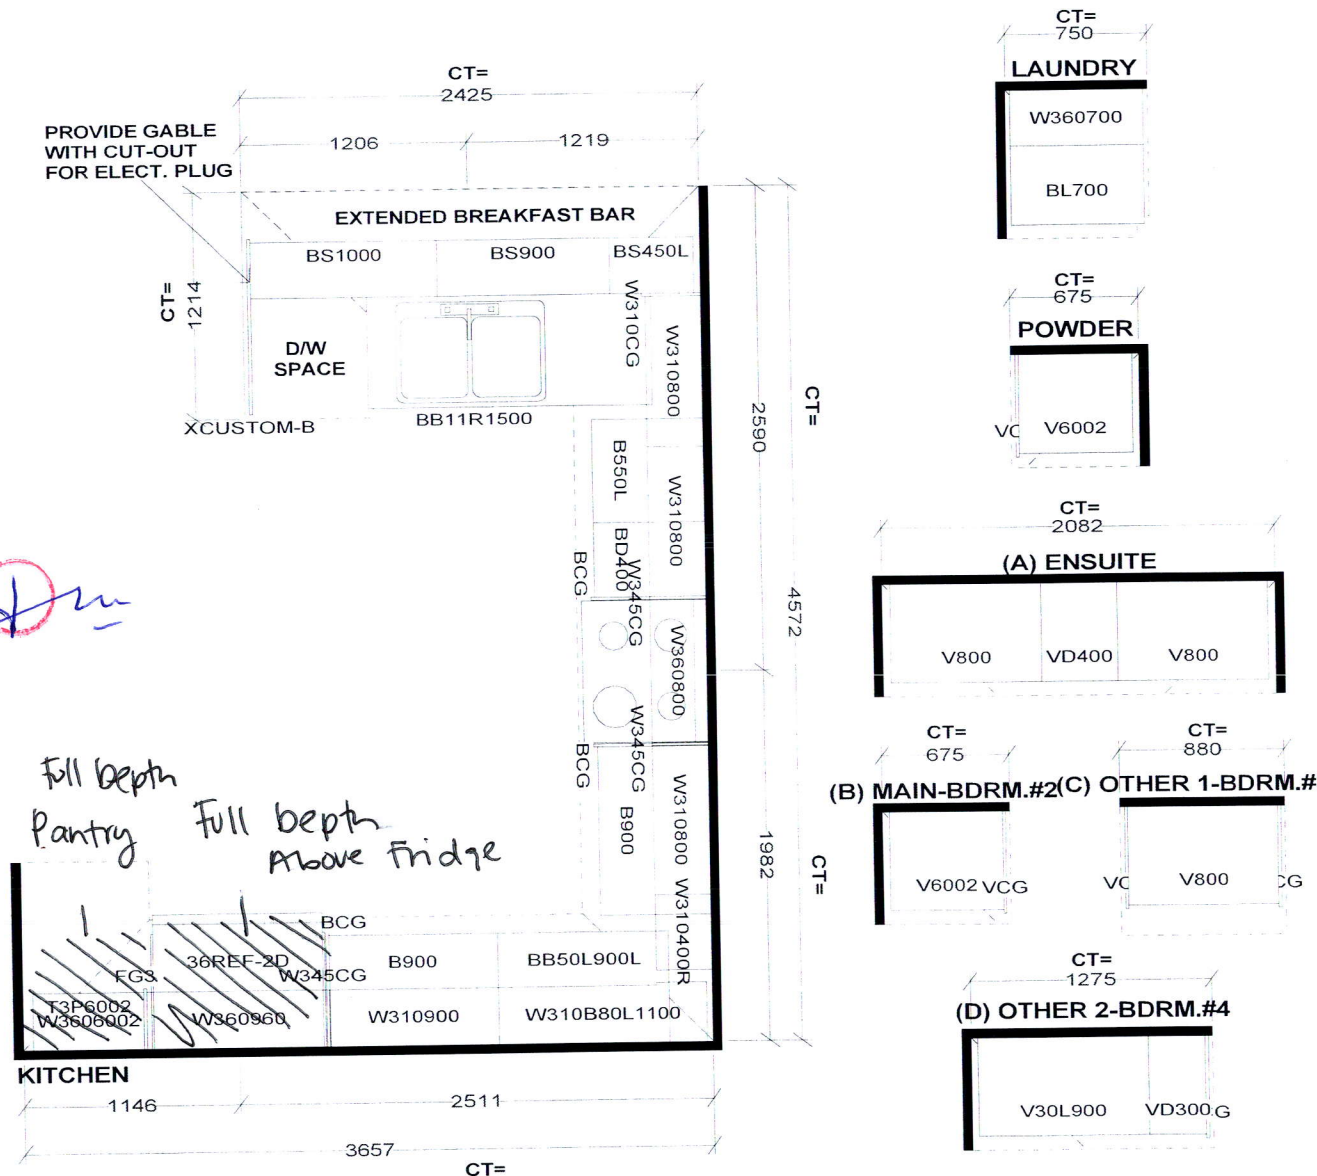 CT=
2425
1206
1219
PROVIDE GABLE
WITH CUT-OUT
FOR ELECT. PLUG
EXTENDED BREAKFAST BAR
BS1000
BS900
BS450L
CT=
1214
D/W
SPACE
W310CG
W310800
XCUSTOM-B
BB11R1500
2590
CT=
B550L
W310800
BD400
BCG
W345CG
4572
W360800
W345CG
BCG
B900
W310800
1982
CT=
W310400R
Full Depth
Pantry
Full Depth
Above Fridge
BCG
FG3
36REF-2D
W345CG
B900
BB50L900L
T3P6002
W3606002
W360960
W310900
W310B80L1100
KITCHEN
1146
2511
3657
CT=
CT=
750
LAUNDRY
W360700
BL700
CT=
675
POWDER
VC
V6002
CT=
2082
(A) ENSUITE
V800
VD400
V800
CT=
675
(B) MAIN-BDRM.#2
V6002
VCG
CT=
880
(C) OTHER 1-BDRM.#
VC
V800
CG
CT=
1275
(D) OTHER 2-BDRM.#4
V30L900
VD300
G